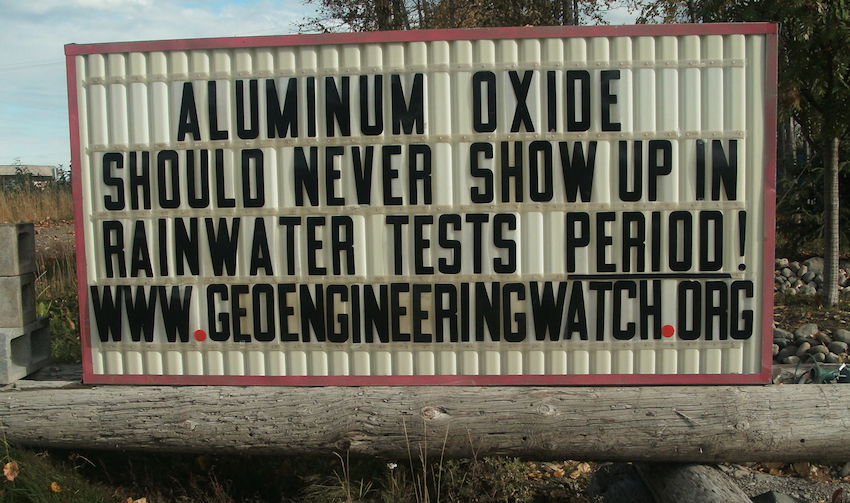 ALUMINUM OXIDE
SHOULD NEVER SHOW UP IN
RAINWATER TESTS PERIOD!
WWW.GEOENGINEERINGWATCH.ORG